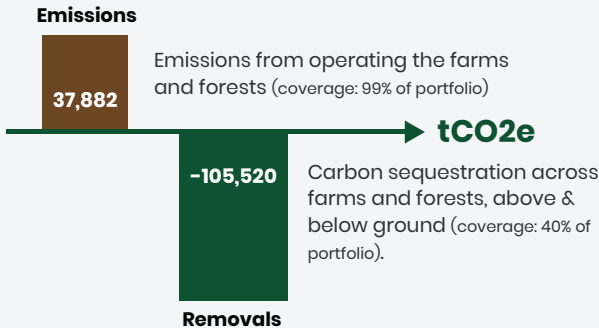 Emissions
Emissions from operating the farms
and forests (coverage: 99% of portfolio)
37,882
tCO2e
-105,520
Carbon sequestration across
farms and forests, above &
below ground (coverage: 40% of
portfolio).
Removals